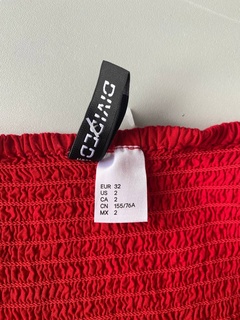 DIVIDED
EUR 32
US 2
CA 2
CN 155/76A
MX 2